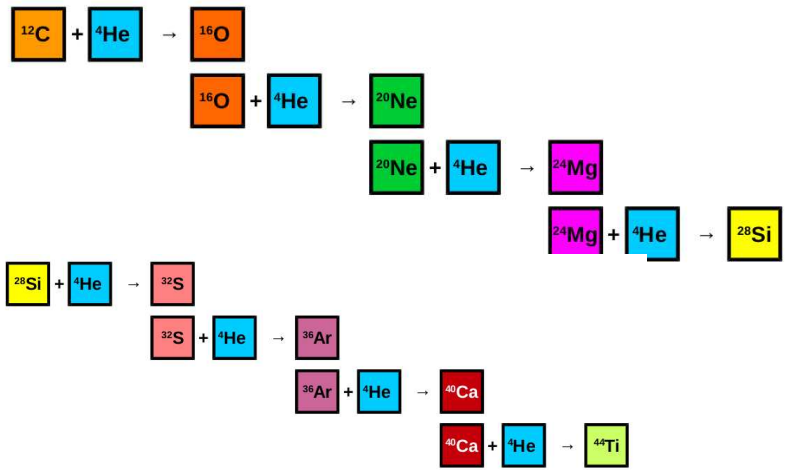 ¹²C + ⁴He → ¹⁶O
¹⁶O + ⁴He → ²⁰Ne
²⁰Ne + ⁴He → ²⁴Mg
²⁴Mg + ⁴He → ²⁸Si
²⁸Si + ⁴He → ³²S
³²S + ⁴He → ³⁶Ar
³⁶Ar + ⁴He → ⁴⁰Ca
⁴⁰Ca + ⁴He → ⁴⁴Ti